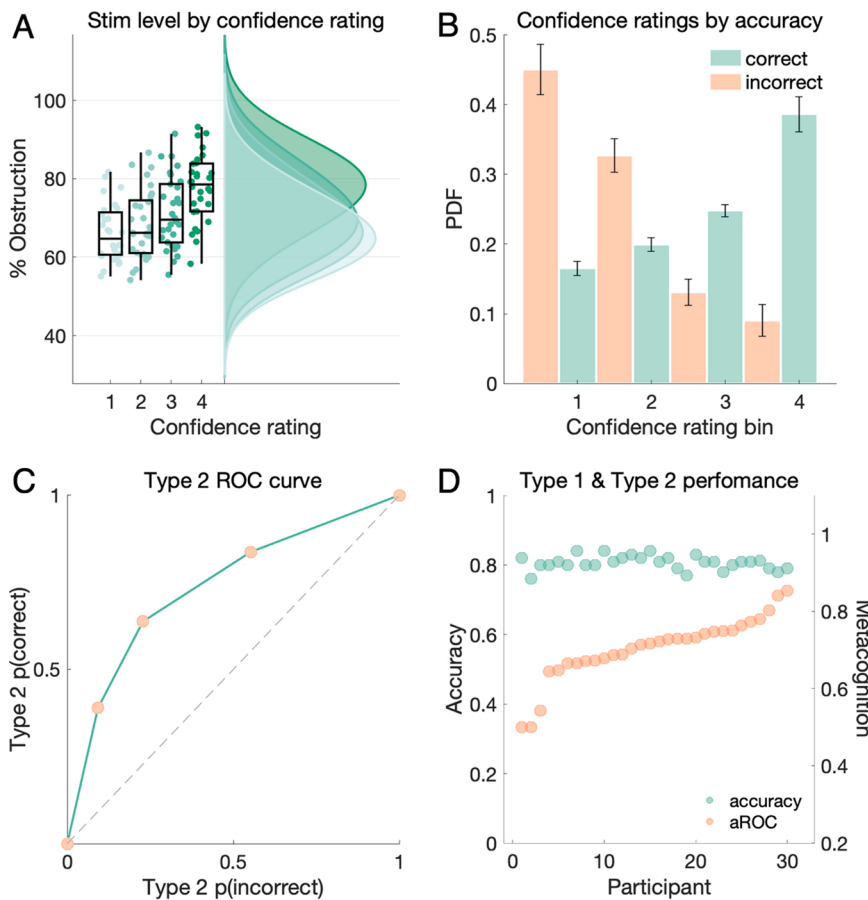 A
Stim level by confidence rating
100
80
60
40
% Obstruction
1 2 3 4
Confidence rating
B
Confidence ratings by accuracy
correct
incorrect
0.5
0.4
0.3
0.2
0.1
0
PDF
1 2 3 4
Confidence rating bin
C
Type 2 ROC curve
1
0.5
Type 2 p(correct)
0 0.5 1
Type 2 p(incorrect)
D
Type 1 & Type 2 perfomance
1
0.8
0.6
0.4
0.2
0
Accuracy
1
0.8
0.6
0.4
0.2
Metacognition
accuracy
aROC
0 10 20 30
Participant